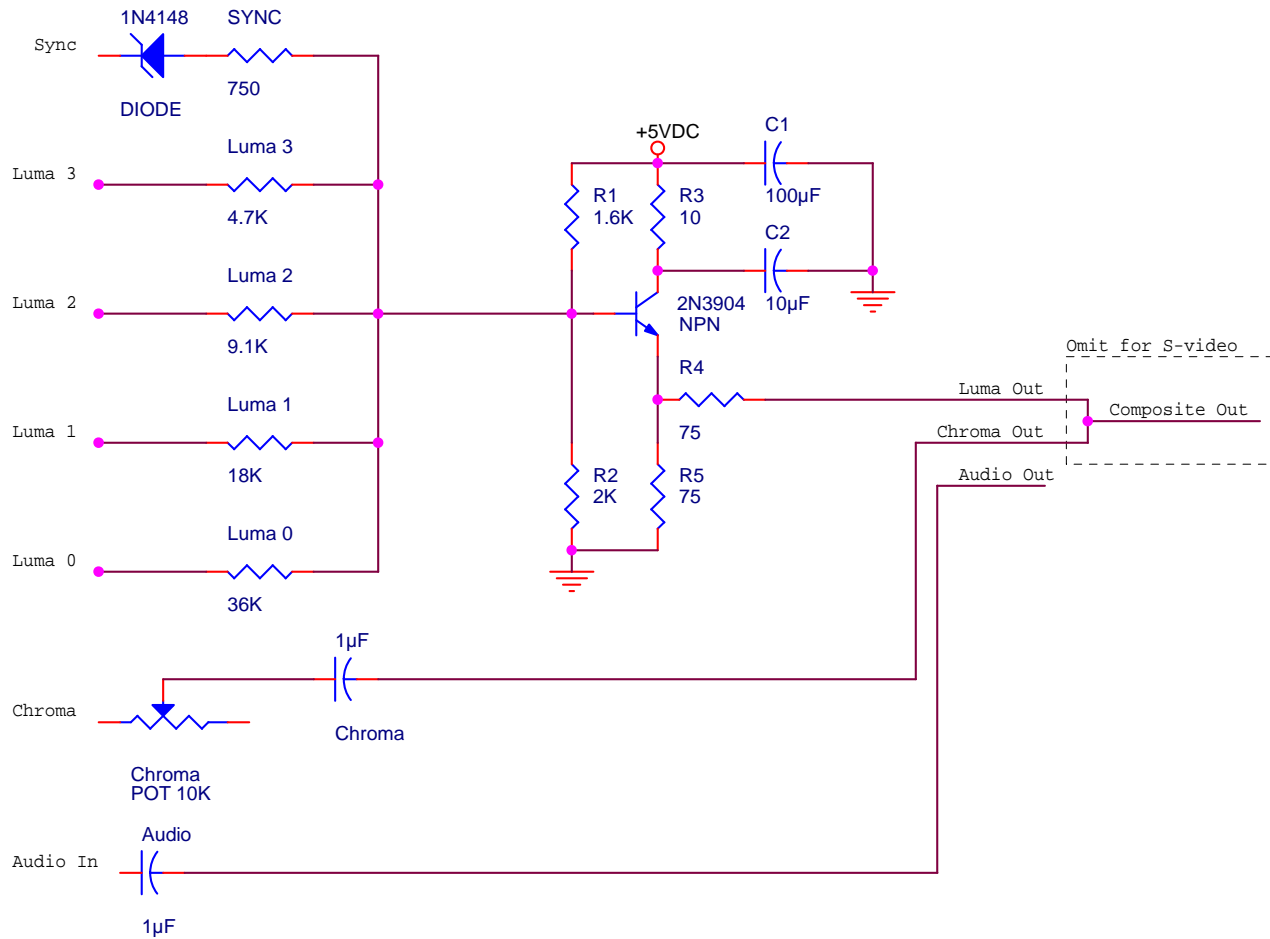 1N4148
SYNC
Sync
750
DIODE
Luma 3
Luma 3
4.7K
Luma 2
Luma 2
9.1K
Luma 1
Luma 1
18K
Luma 0
Luma 0
36K
+5VDC
C1
100µF
R1
1.6K
R3
10
C2
10µF
2N3904
NPN
R4
75
R2
2K
R5
75
Omit for S-video
Luma Out
Composite Out
Chroma Out
Audio Out
1µF
Chroma
Chroma
Chroma
POT 10K
Audio
Audio In
1µF